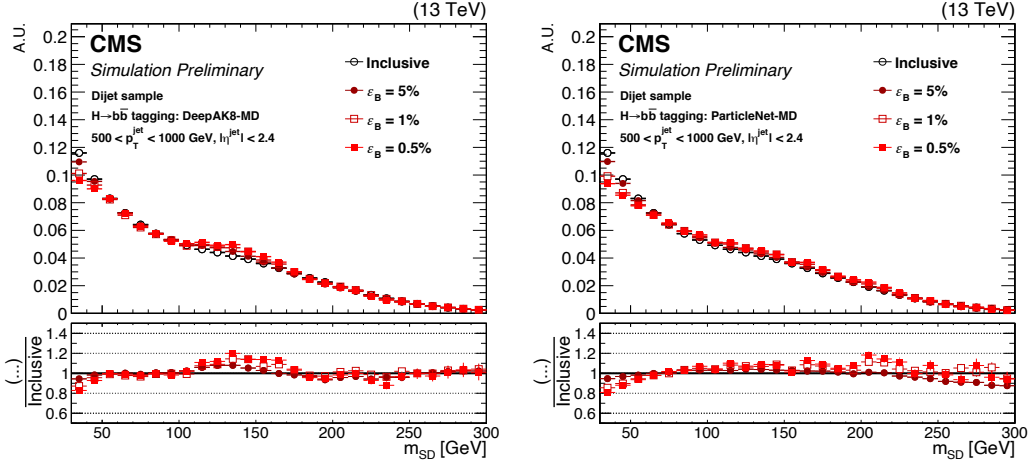 (13 TeV)
A.U.
0.2
0.18
0.16
0.14
0.12
0.1
0.08
0.06
0.04
0.02
0
CMS
Simulation Preliminary
Dijet sample
H→bb̅ tagging: DeepAK8-MD
500 < p_T^jet < 1000 GeV, |η^jet| < 2.4
Inclusive
ε_B = 5%
ε_B = 1%
ε_B = 0.5%
(...)
Inclusive
1.4
1.2
1
0.8
0.6
50 100 150 200 250 300
m_SD [GeV]
(13 TeV)
A.U.
0.2
0.18
0.16
0.14
0.12
0.1
0.08
0.06
0.04
0.02
0
CMS
Simulation Preliminary
Dijet sample
H→bb̅ tagging: ParticleNet-MD
500 < p_T^jet < 1000 GeV, |η^jet| < 2.4
Inclusive
ε_B = 5%
ε_B = 1%
ε_B = 0.5%
(...)
Inclusive
1.4
1.2
1
0.8
0.6
50 100 150 200 250 300
m_SD [GeV]